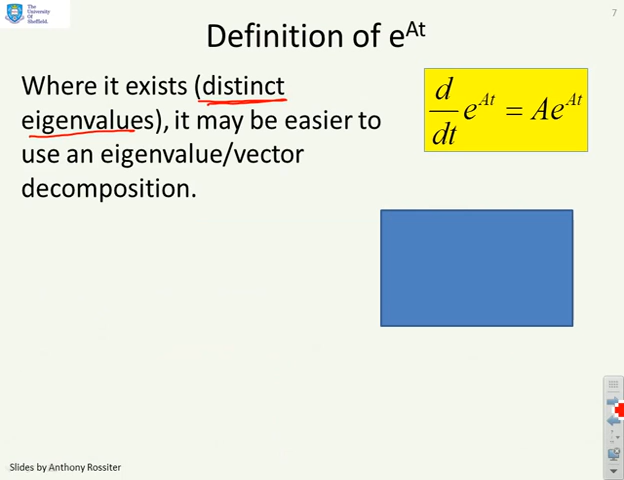 The
University
Of
Sheffield.
7
Definition of e^{At}
Where it exists (distinct
eigenvalues), it may be easier to
use an eigenvalue/vector
decomposition.
\frac{d}{dt} e^{At} = Ae^{At}
Slides by Anthony Rossiter